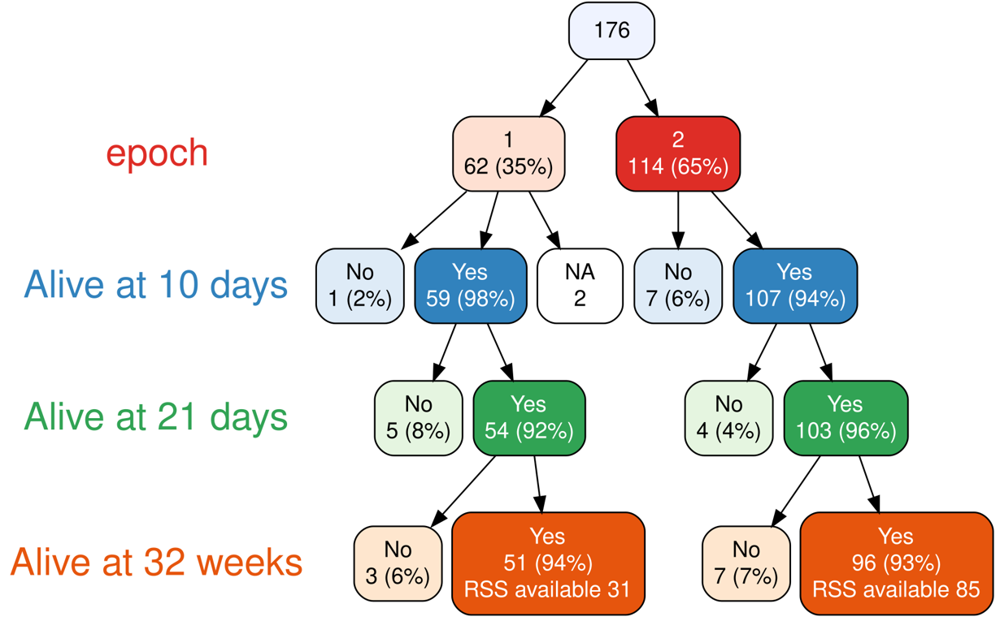 176
epoch
1
62 (35%)
2
114 (65%)
Alive at 10 days
No
1 (2%)
Yes
59 (98%)
NA
2
No
7 (6%)
Yes
107 (94%)
Alive at 21 days
No
5 (8%)
Yes
54 (92%)
No
4 (4%)
Yes
103 (96%)
Alive at 32 weeks
No
3 (6%)
Yes
51 (94%)
RSS available 31
No
7 (7%)
Yes
96 (93%)
RSS available 85